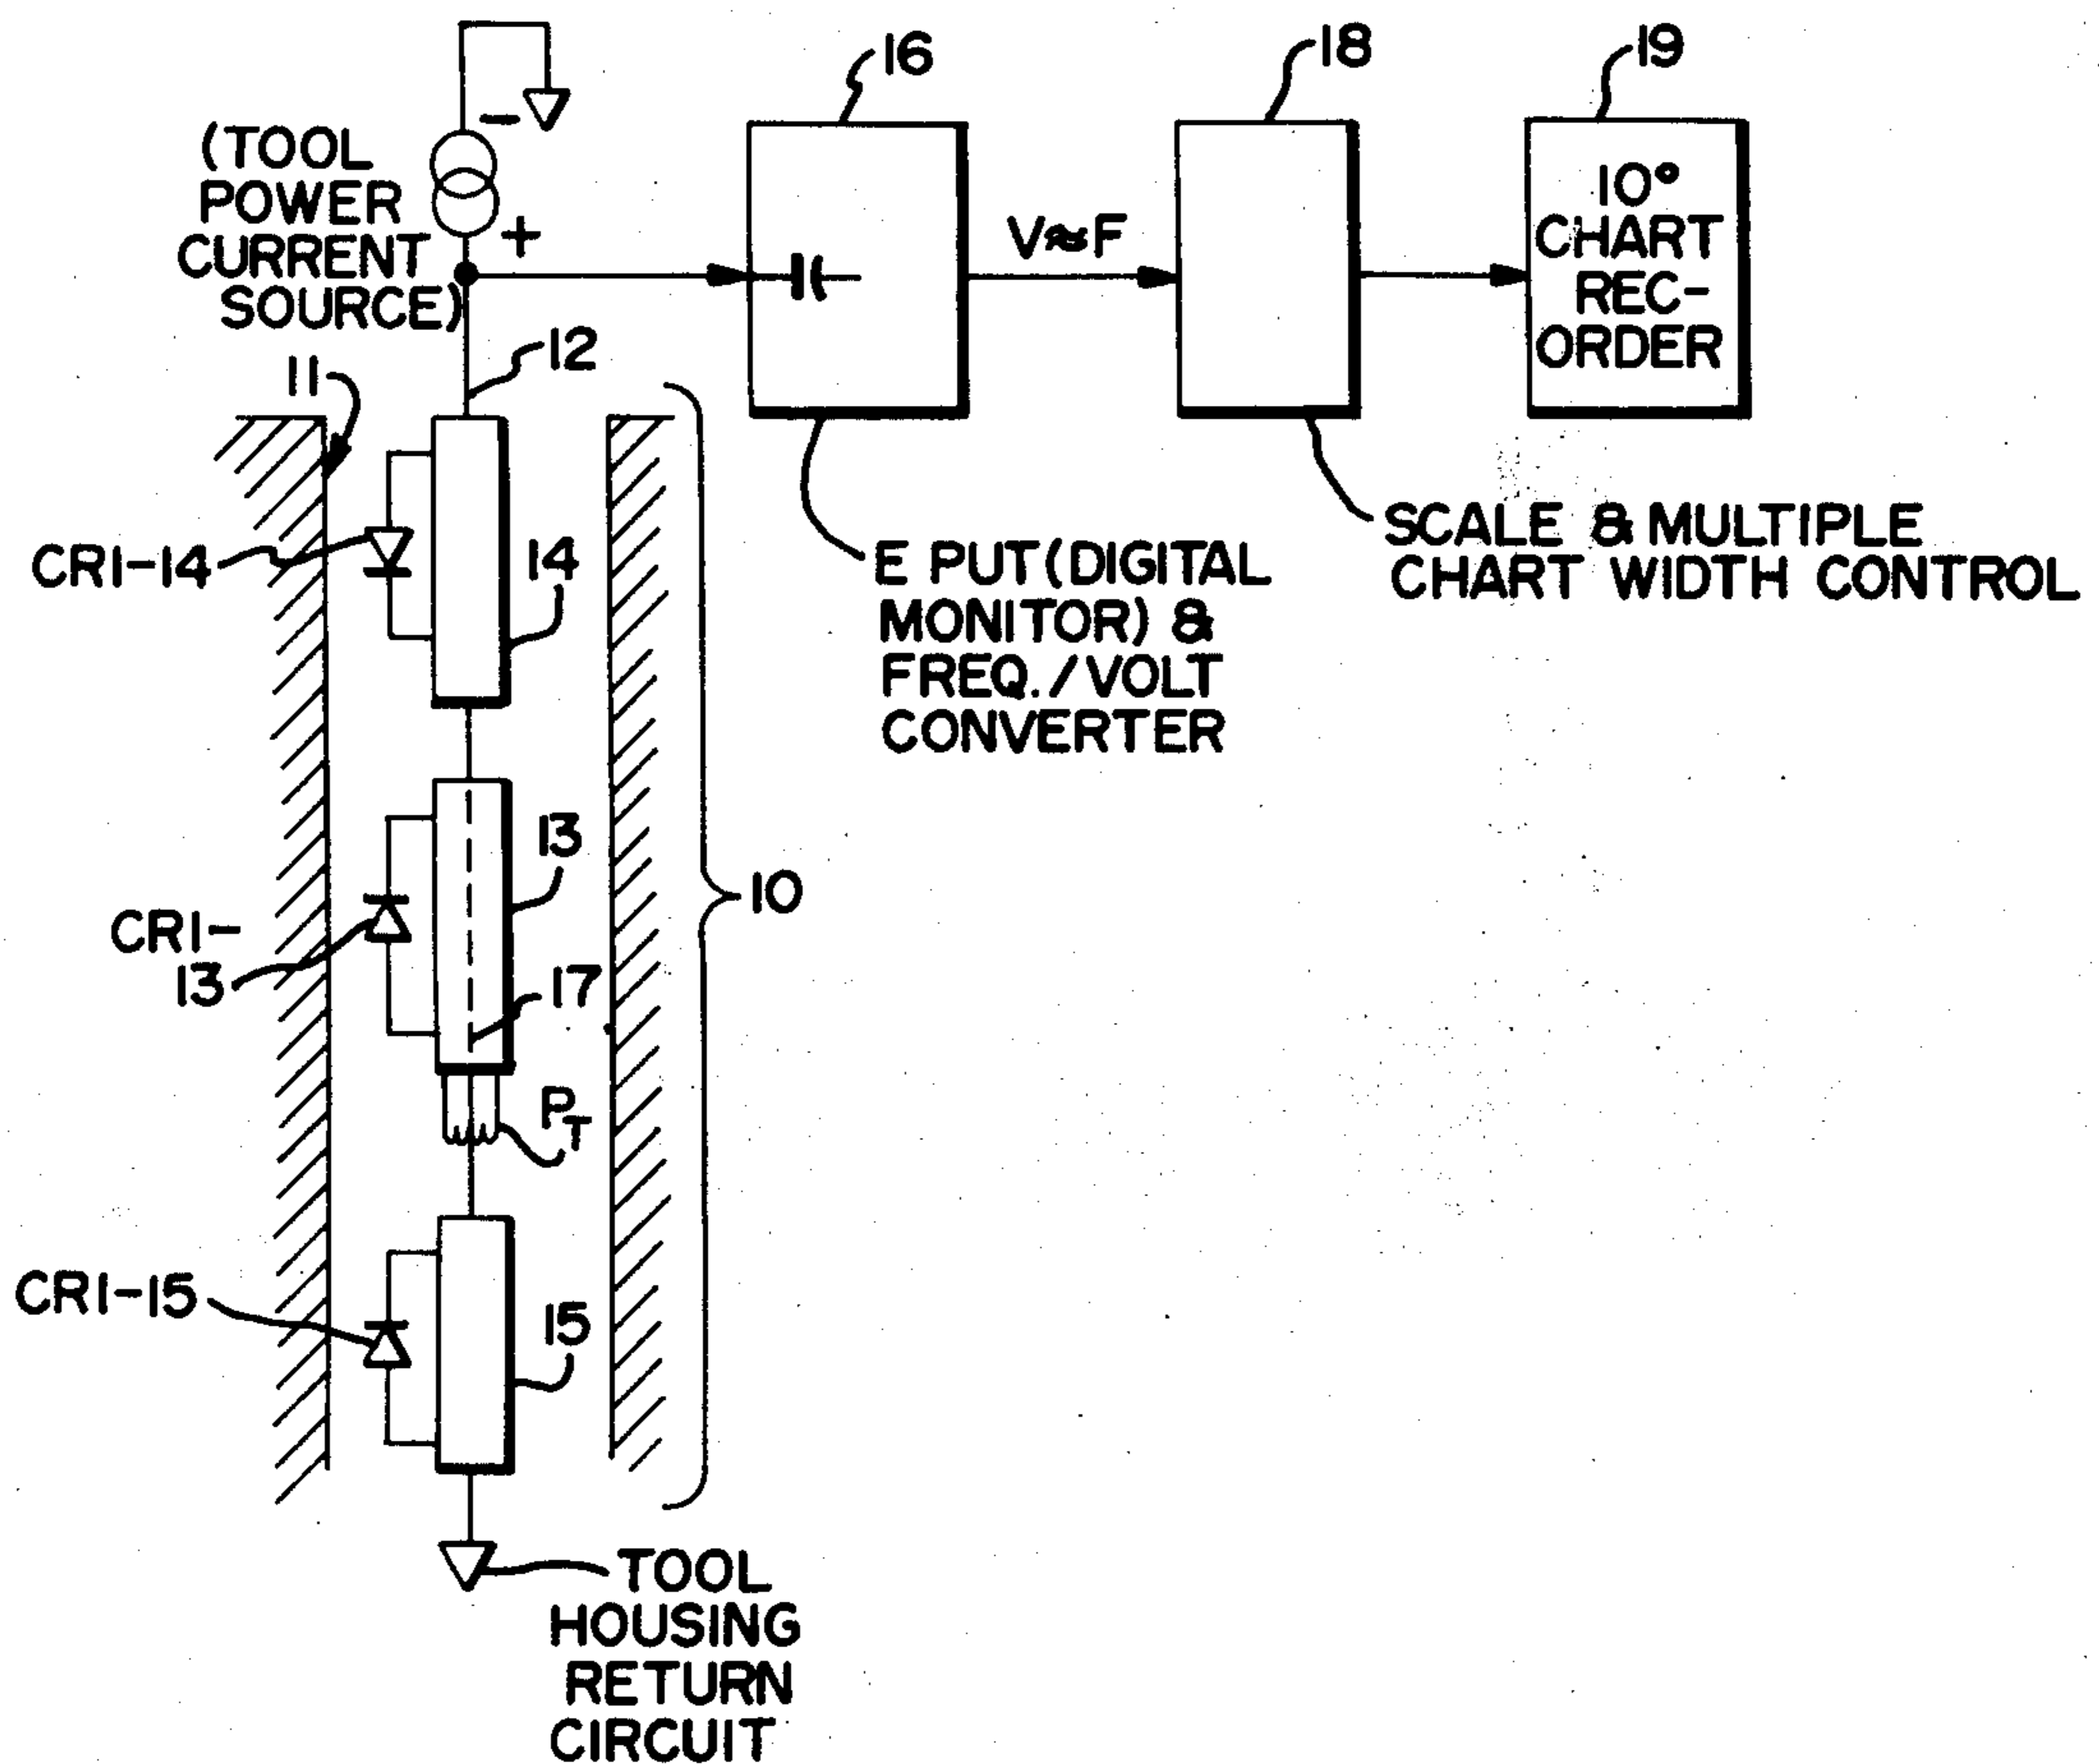 16
18
19
(TOOL
POWER
CURRENT
SOURCE)
-
+
10°
CHART
REC-
ORDER
V≈F
12
11
CR1-14
14
E PUT (DIGITAL
MONITOR) &
FREQ./VOLT
CONVERTER
SCALE & MULTIPLE
CHART WIDTH CONTROL
13
10
CR1-
13
17
PT
CR1-15
15
TOOL
HOUSING
RETURN
CIRCUIT